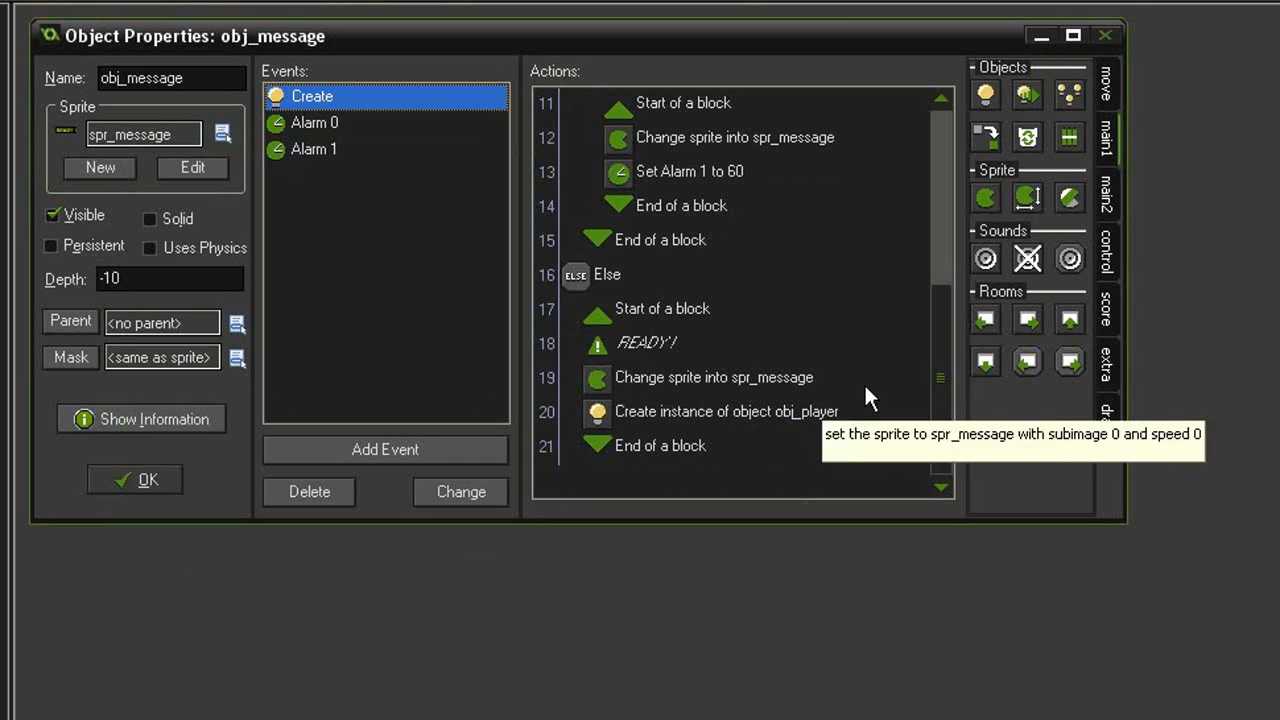 Object Properties: obj_message
Name: obj_message
Sprite
spr_message
New
Edit
Visible
Solid
Persistent
Uses Physics
Depth: -10
Parent
<no parent>
Mask
<same as sprite>
Show Information
OK
Events:
Create
Alarm 0
Alarm 1
Add Event
Delete
Change
Actions:
11 Start of a block
12 Change sprite into spr_message
13 Set Alarm 1 to 60
14 End of a block
15 End of a block
16 ELSE Else
17 Start of a block
18 READY!
19 Change sprite into spr_message
20 Create instance of object obj_player
21 End of a block
set the sprite to spr_message with subimage 0 and speed 0
Objects
Sprite
Sounds
Rooms
move
main1
main2
control
score
extra